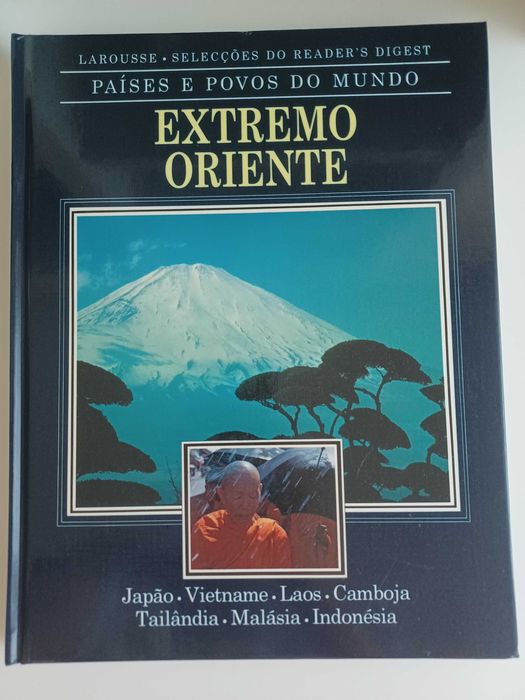 LAROUSSE • SELECÇÕES DO READER'S DIGEST
PAÍSES E POVOS DO MUNDO
EXTREMO
ORIENTE
Japão • Vietname • Laos • Camboja
Tailândia • Malásia • Indonésia